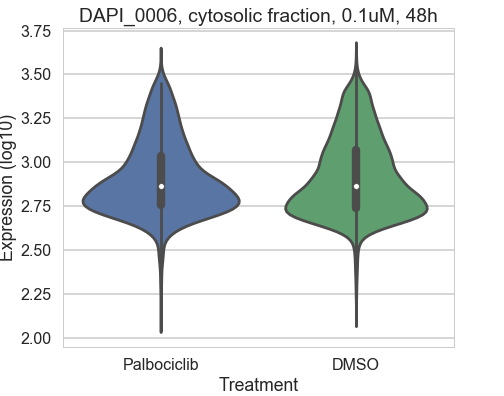 DAPI_0006, cytosolic fraction, 0.1uM, 48h
Expression (log10)
3.75
3.50
3.25
3.00
2.75
2.50
2.25
2.00
Palbociclib DMSO
Treatment